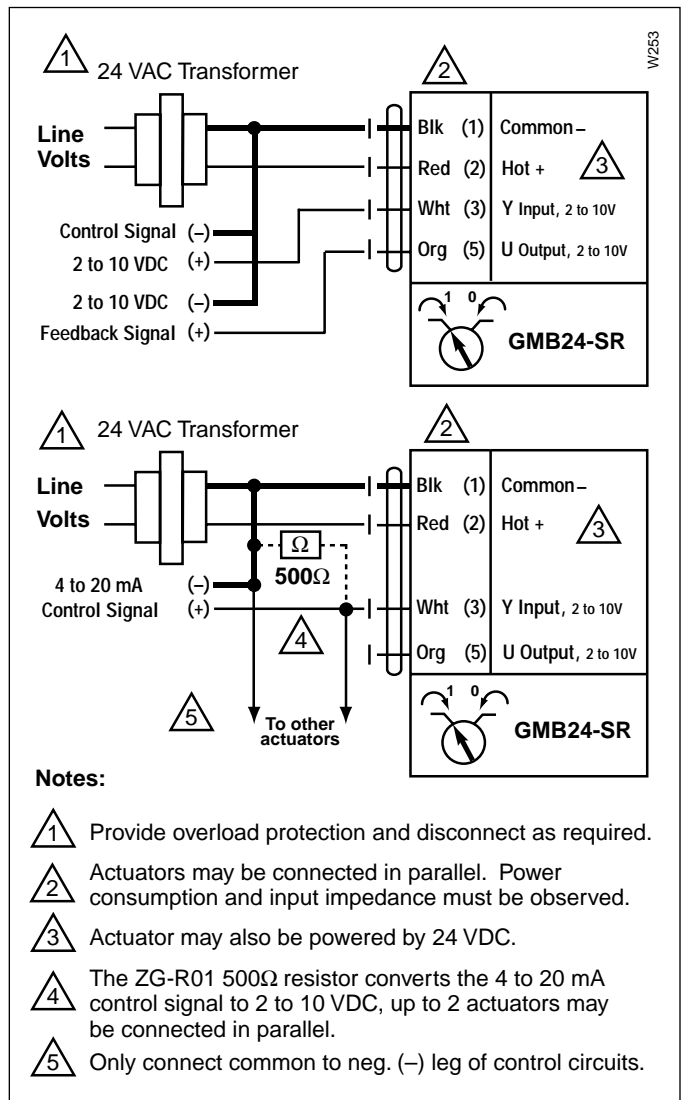 W253
1
24 VAC Transformer
2
Line
Volts
Blk (1) Common –
Red (2) Hot +
3
Wht (3) Y Input, 2 to 10V
Org (5) U Output, 2 to 10V
Control Signal (–)
2 to 10 VDC (+)
2 to 10 VDC (–)
Feedback Signal (+)
1 0
GMB24-SR
1
24 VAC Transformer
2
Line
Volts
Blk (1) Common –
Red (2) Hot +
3
Ω
500Ω
4 to 20 mA (–)
Control Signal (+)
Wht (3) Y Input, 2 to 10V
4
Org (5) U Output, 2 to 10V
5
To other
actuators
1 0
GMB24-SR
Notes:
1 Provide overload protection and disconnect as required.
2 Actuators may be connected in parallel. Power
consumption and input impedance must be observed.
3 Actuator may also be powered by 24 VDC.
4 The ZG-R01 500Ω resistor converts the 4 to 20 mA
control signal to 2 to 10 VDC, up to 2 actuators may
be connected in parallel.
5 Only connect common to neg. (–) leg of control circuits.